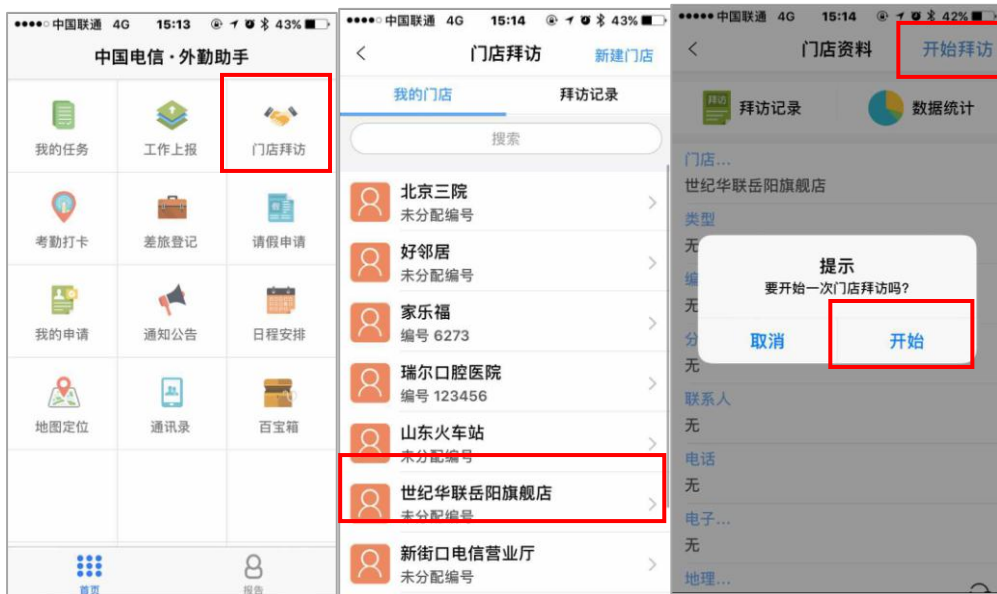 中国联通 4G 15:13 43%
中国电信·外勤助手
我的任务 工作上报 门店拜访
考勤打卡 差旅登记 请假申请
我的申请 通知公告 日程安排
地图定位 通讯录 百宝箱
首页 报告
中国联通 4G 15:14 43%
门店拜访 新建门店
我的门店 拜访记录
搜索
北京三院
未分配编号
好邻居
未分配编号
家乐福
编号 6273
瑞尔口腔医院
编号 123456
山东火车站
未分配编号
世纪华联岳阳旗舰店
未分配编号
新街口电信营业厅
未分配编号
中国联通 4G 15:14 42%
门店资料 开始拜访
拜访
拜访记录 数据统计
门店...
世纪华联岳阳旗舰店
类型
无
提示
要开始一次门店拜访吗?
编
无
取消 开始
分
无
联系人
无
电话
无
电子...
无
地理...